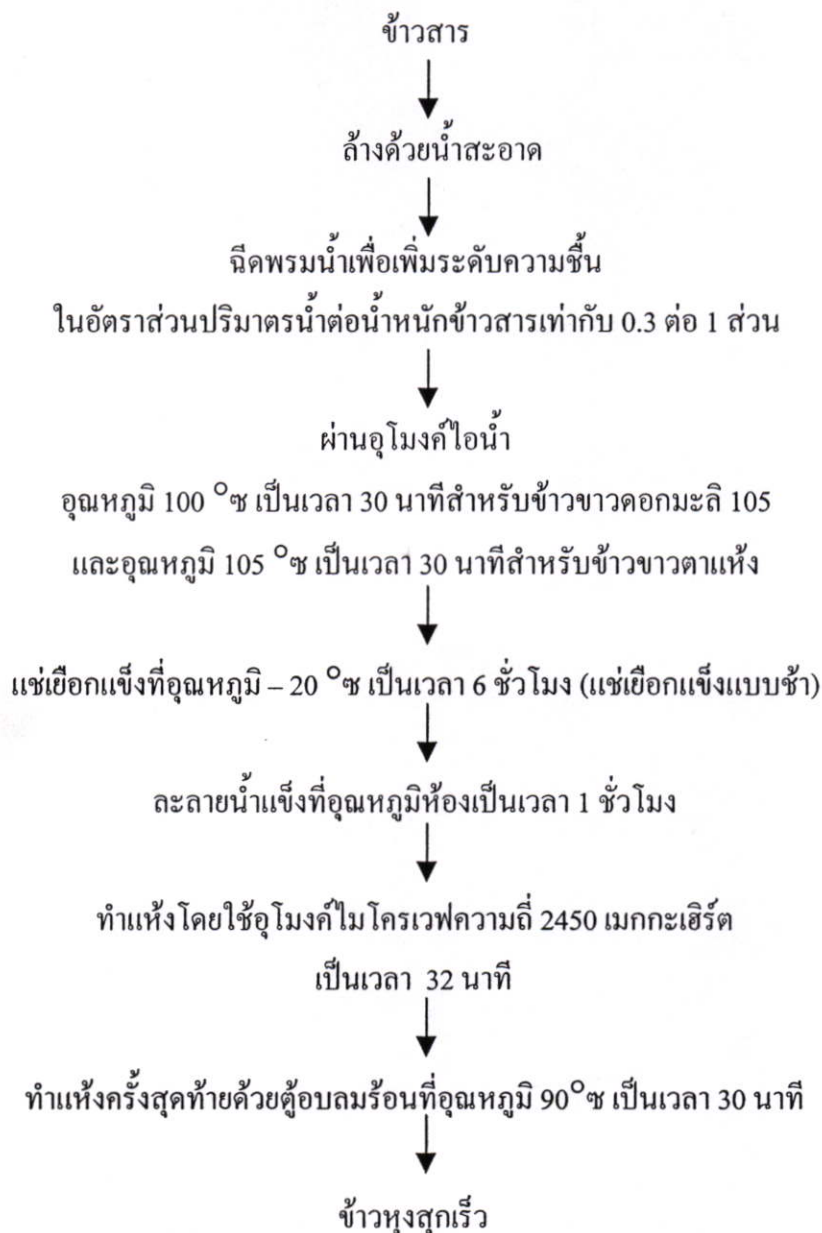 ข้าวสาร
ล้างด้วยน้ำสะอาด
ฉีดพรมน้ำเพื่อเพิ่มระดับความชื้น
ในอัตราส่วนปริมาตรน้ำต่อน้ำหนักข้าวสารเท่ากับ 0.3 ต่อ 1 ส่วน
ผ่านอุโมงค์ไอน้ำ
อุณหภูมิ 100 °ซ เป็นเวลา 30 นาทีสำหรับข้าวขาวดอกมะลิ 105
และอุณหภูมิ 105 °ซ เป็นเวลา 30 นาทีสำหรับข้าวขาวตาแห้ง
แช่เยือกแข็งที่อุณหภูมิ – 20 °ซ เป็นเวลา 6 ชั่วโมง (แช่เยือกแข็งแบบช้า)
ละลายน้ำแข็งที่อุณหภูมิห้องเป็นเวลา 1 ชั่วโมง
ทำแห้งโดยใช้อุโมงค์ไมโครเวฟความถี่ 2450 เมกกะเฮิร์ต
เป็นเวลา 32 นาที
ทำแห้งครั้งสุดท้ายด้วยตู้อบลมร้อนที่อุณหภูมิ 90°ซ เป็นเวลา 30 นาที
ข้าวหุงสุกเร็ว